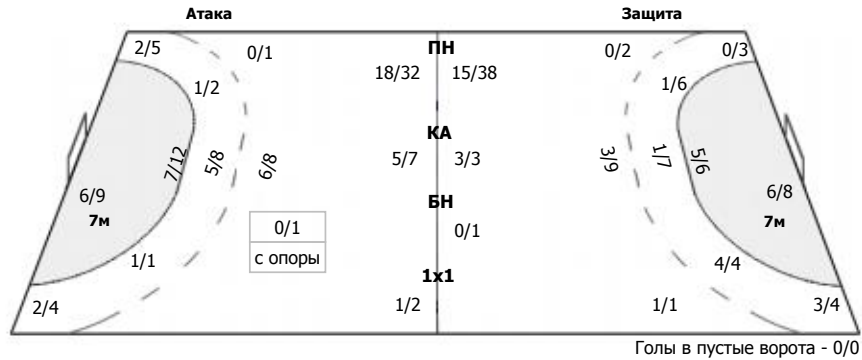 Атака Защита
2/5 0/1 ПН 0/2 0/3
18/32 15/38
1/2 1/6
КА
7/12 5/8 6/8 5/7 3/3 3/9 1/7 5/6
6/9 БН 6/8
7м 0/1 0/1 7м
с опоры
1/1 4/4
1х1
2/4 1/2 1/1 3/4
Голы в пустые ворота - 0/0